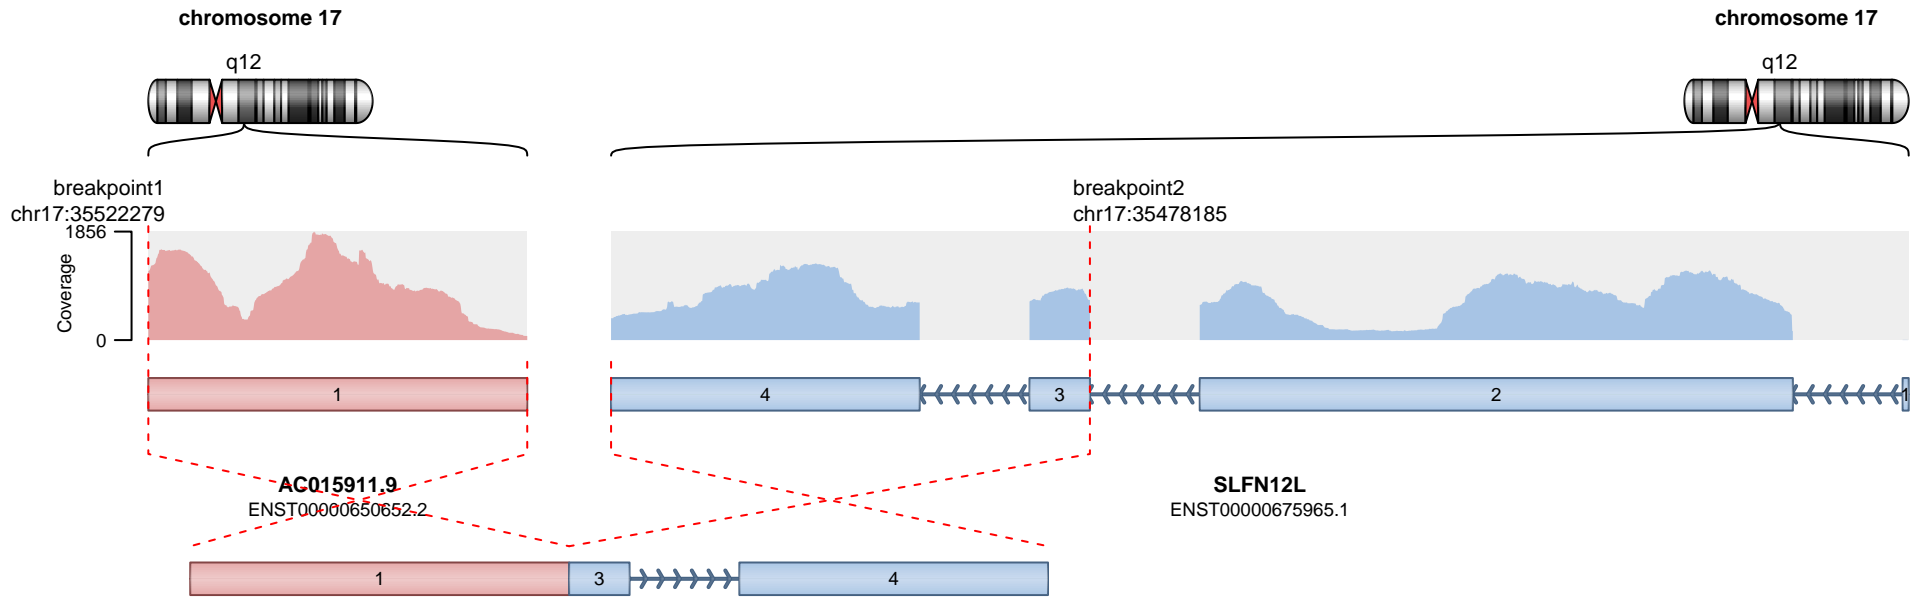 chromosome 17
chromosome 17
q12
q12
breakpoint1
chr17:35522279
breakpoint2
chr17:35478185
1856
Coverage
0
1
4
3
2
1
AC015911.9
ENST00000650652.2
SLFN12L
ENST00000675965.1
1
3
4